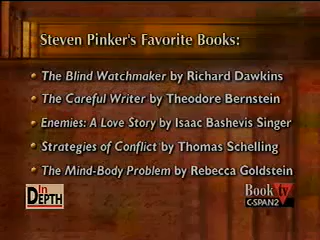 Steven Pinker's Favorite Books:
The Blind Watchmaker by Richard Dawkins
The Careful Writer by Theodore Bernstein
Enemies: A Love Story by Isaac Bashevis Singer
Strategies of Conflict by Thomas Schelling
The Mind-Body Problem by Rebecca Goldstein
In
DEPTH
Book tv
C-SPAN2